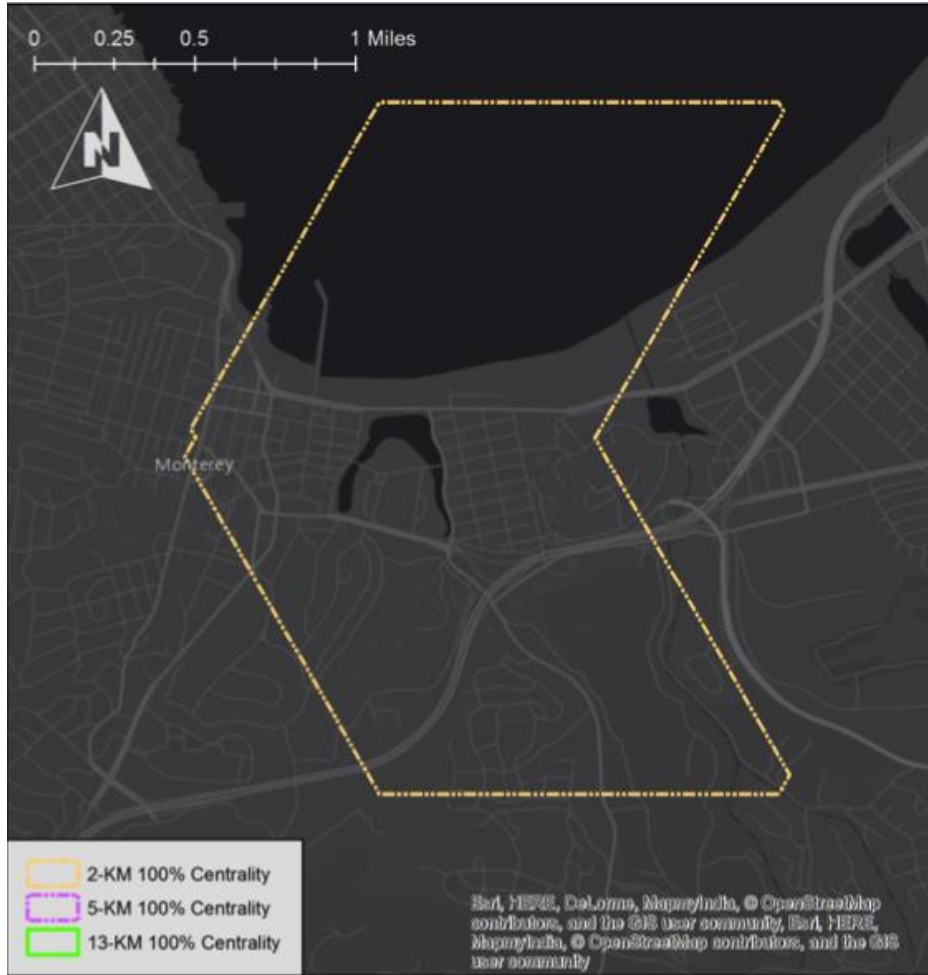 0 0.25 0.5 1 Miles
N
Monterey
2-KM 100% Centrality
5-KM 100% Centrality
13-KM 100% Centrality
Esri, HERE, DeLorme, MapmyIndia, © OpenStreetMap
contributors, and the GIS user community, Esri, HERE,
MapmyIndia, © OpenStreetMap contributors, and the GIS
user community